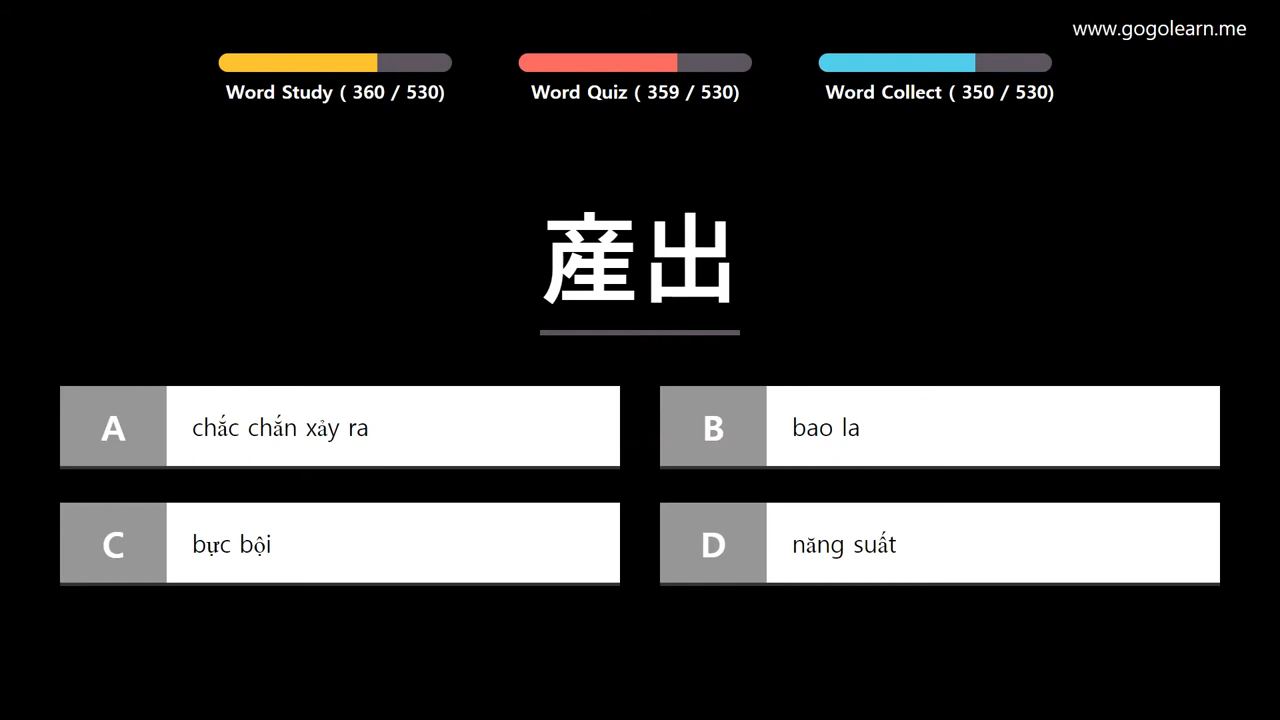 www.gogolearn.me
Word Study ( 360 / 530)
Word Quiz ( 359 / 530)
Word Collect ( 350 / 530)
産出
A chắc chắn xảy ra
B bao la
C bực bội
D năng suất